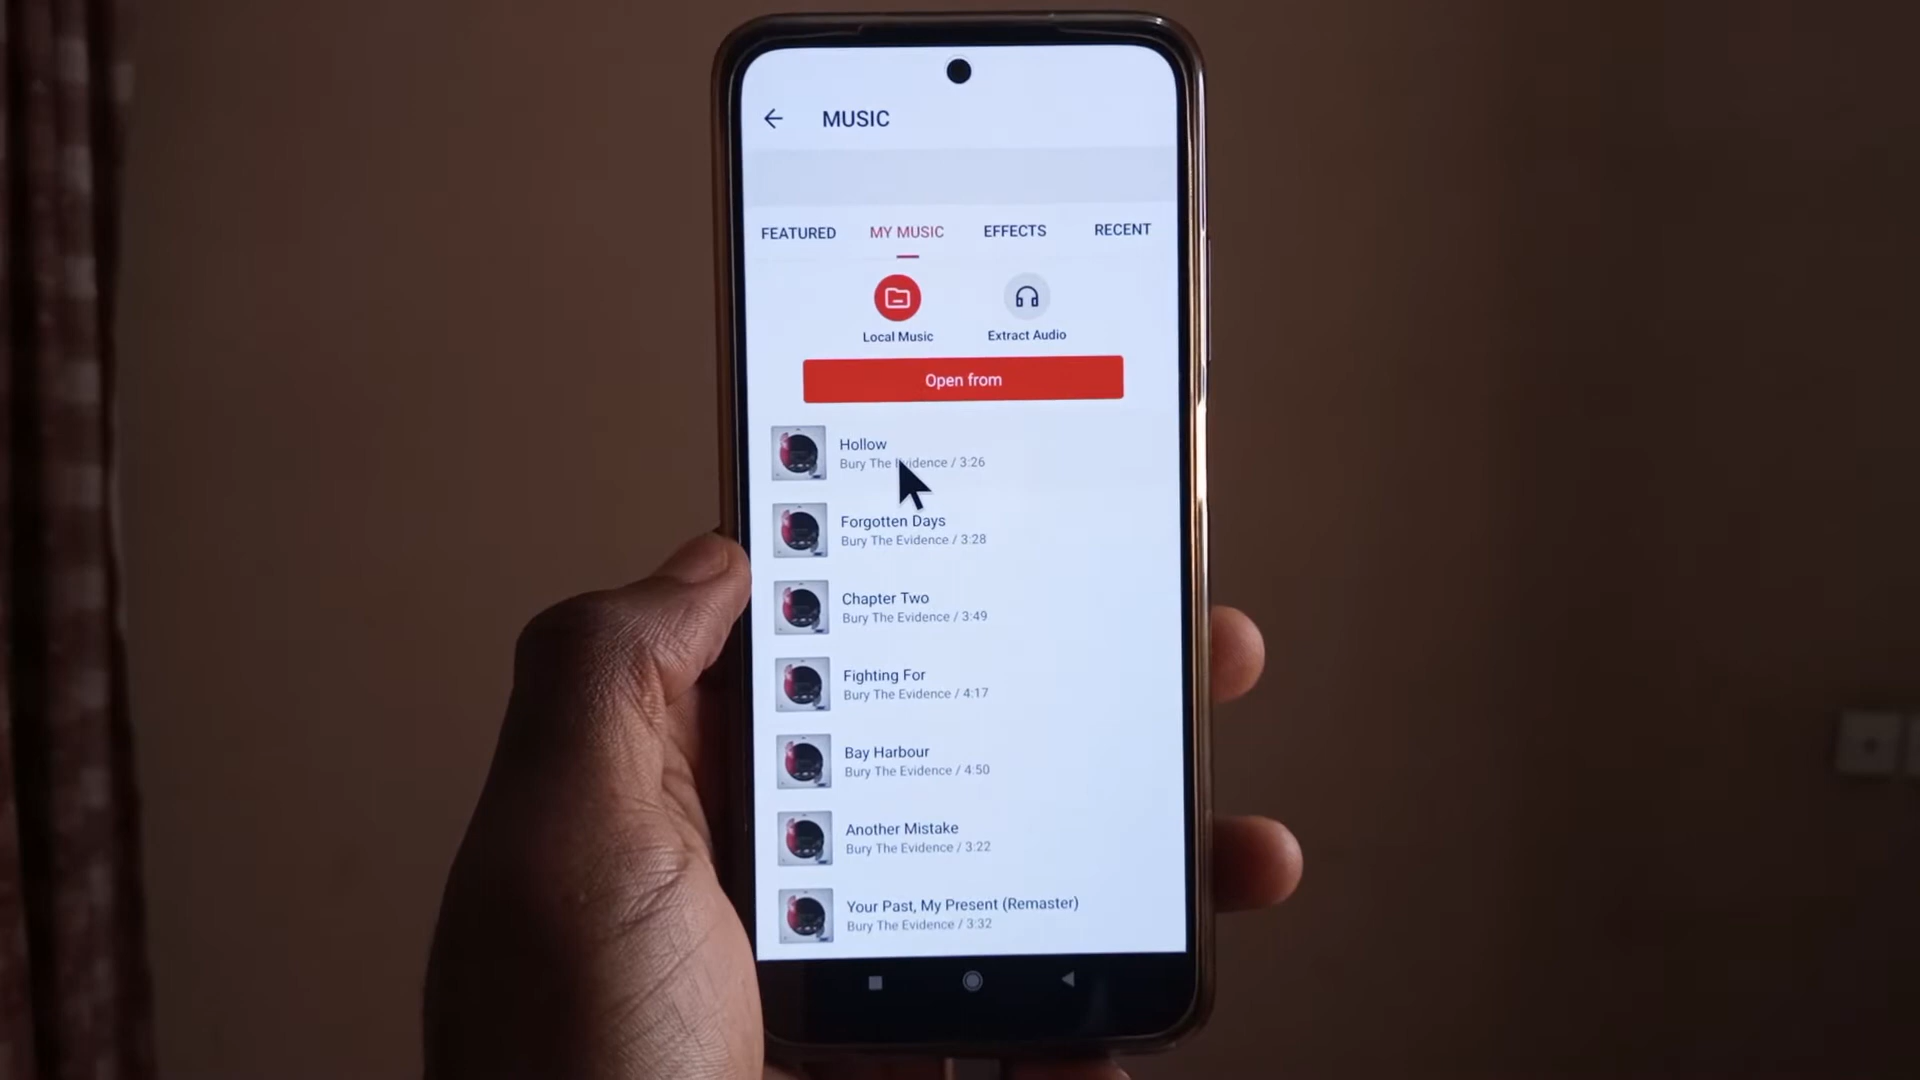 MUSIC
FEATURED MY MUSIC EFFECTS RECENT
Local Music Extract Audio
Open from
Hollow
Bury The Evidence / 3:26
Forgotten Days
Bury The Evidence / 3:28
Chapter Two
Bury The Evidence / 3:49
Fighting For
Bury The Evidence / 4:17
Bay Harbour
Bury The Evidence / 4:50
Another Mistake
Bury The Evidence / 3:22
Your Past, My Present (Remaster)
Bury The Evidence / 3:32